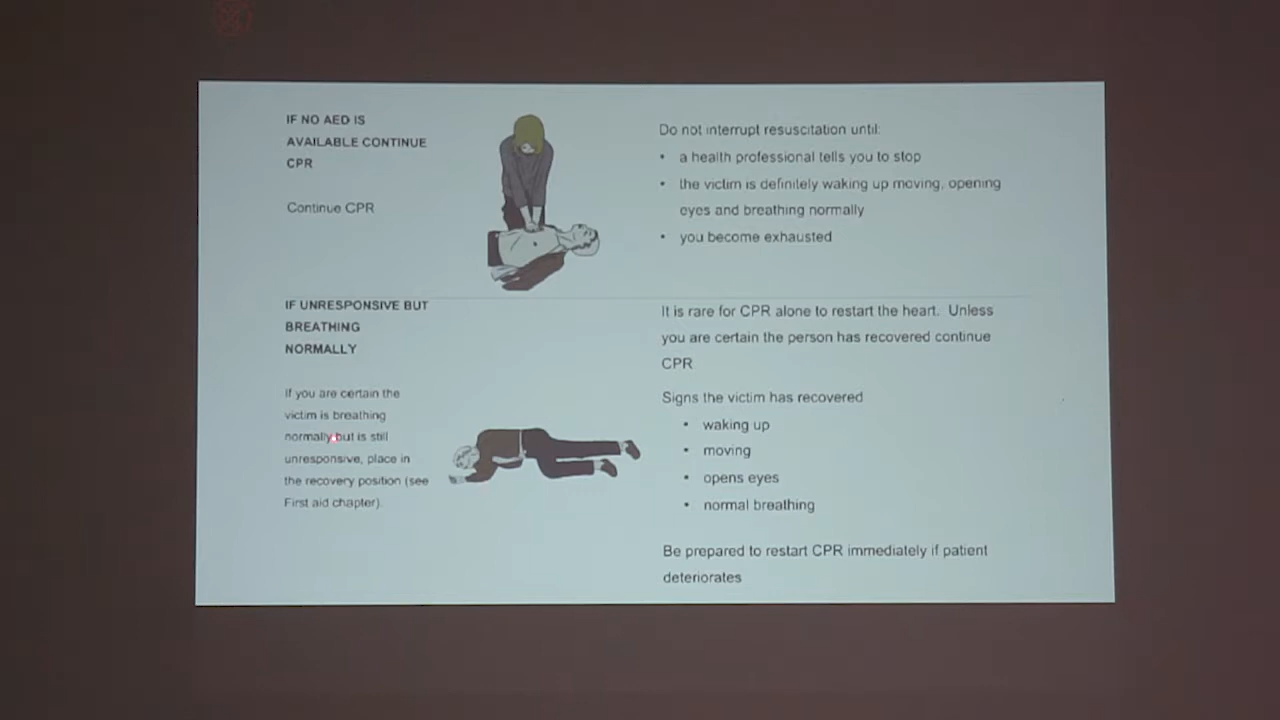 IF NO AED IS
AVAILABLE CONTINUE
CPR
Continue CPR
Do not interrupt resuscitation until:
• a health professional tells you to stop
• the victim is definitely waking up moving, opening
eyes and breathing normally
• you become exhausted
IF UNRESPONSIVE BUT
BREATHING
NORMALLY
If you are certain the
victim is breathing
normally but is still
unresponsive, place in
the recovery position (see
First aid chapter).
It is rare for CPR alone to restart the heart. Unless
you are certain the person has recovered continue
CPR
Signs the victim has recovered
• waking up
• moving
• opens eyes
• normal breathing
Be prepared to restart CPR immediately if patient
deteriorates